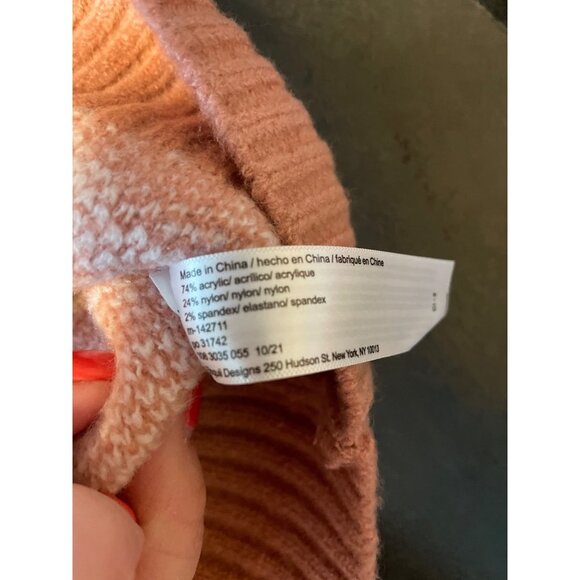 Made in China / hecho en China / fabriqué en Chine
74% acrylic/ acrílico/ acrylique
24% nylon/ nylon/ nylon
2% spandex/ elastano/ spandex
m-142711
31742
3035 055 10/21
Designs 250 Hudson St. New York, NY 10013